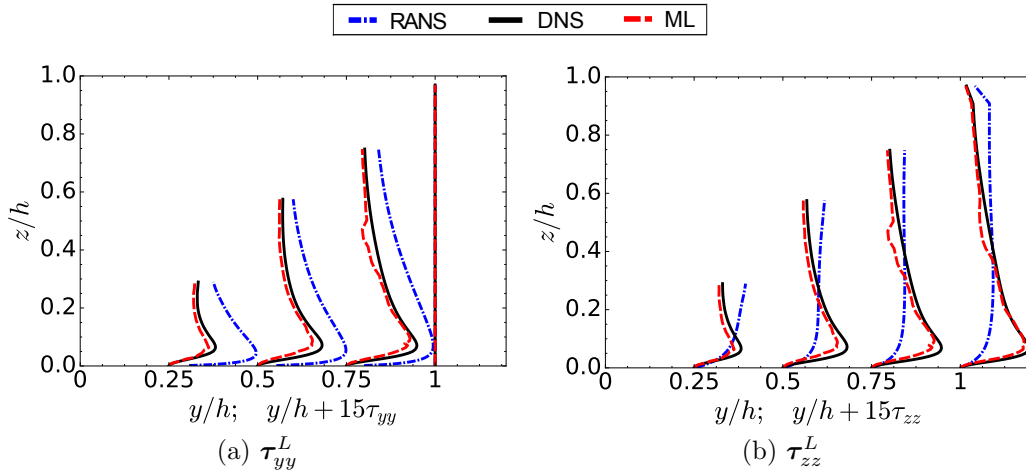 RANS DNS ML
1.0
0.8
0.6
0.4
0.2
0.0
z/h
0 0.25 0.5 0.75 1
y/h; y/h + 15τ_yy
(a) τ^L_yy
1.0
0.8
0.6
0.4
0.2
0.0
z/h
0 0.25 0.5 0.75 1
y/h; y/h + 15τ_zz
(b) τ^L_zz